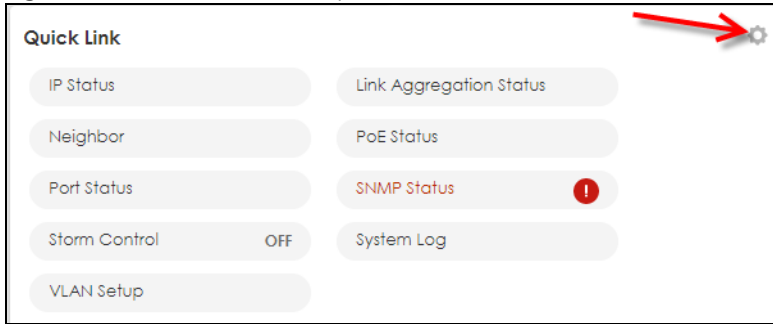 Quick Link
IP Status
Link Aggregation Status
Neighbor
PoE Status
Port Status
SNMP Status !
Storm Control OFF
System Log
VLAN Setup